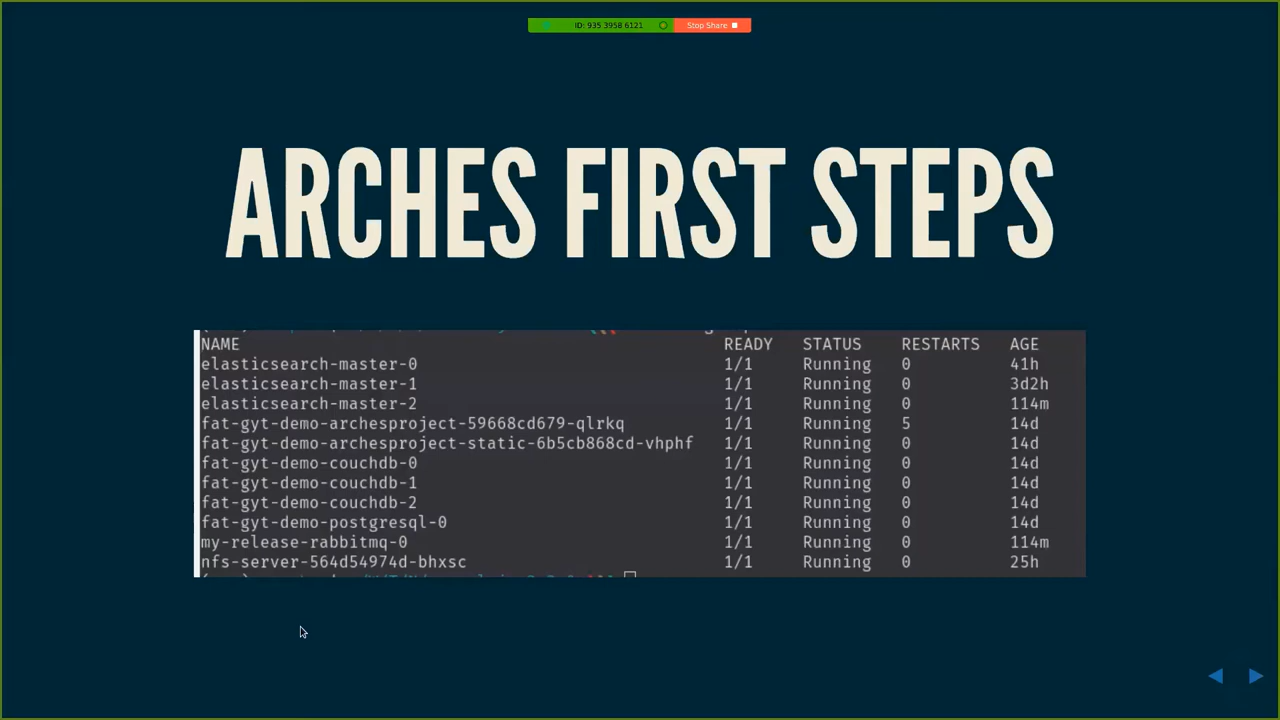 ID: 935 3958 6121 Stop Share
ARCHES FIRST STEPS
NAME READY STATUS RESTARTS AGE
elasticsearch-master-0 1/1 Running 0 41h
elasticsearch-master-1 1/1 Running 0 3d2h
elasticsearch-master-2 1/1 Running 0 114m
fat-gyt-demo-archesproject-59668cd679-qlrkq 1/1 Running 5 14d
fat-gyt-demo-archesproject-static-6b5cb868cd-vhphf 1/1 Running 0 14d
fat-gyt-demo-couchdb-0 1/1 Running 0 14d
fat-gyt-demo-couchdb-1 1/1 Running 0 14d
fat-gyt-demo-couchdb-2 1/1 Running 0 14d
fat-gyt-demo-postgresql-0 1/1 Running 0 14d
my-release-rabbitmq-0 1/1 Running 0 114m
nfs-server-564d54974d-bhxsc 1/1 Running 0 25h